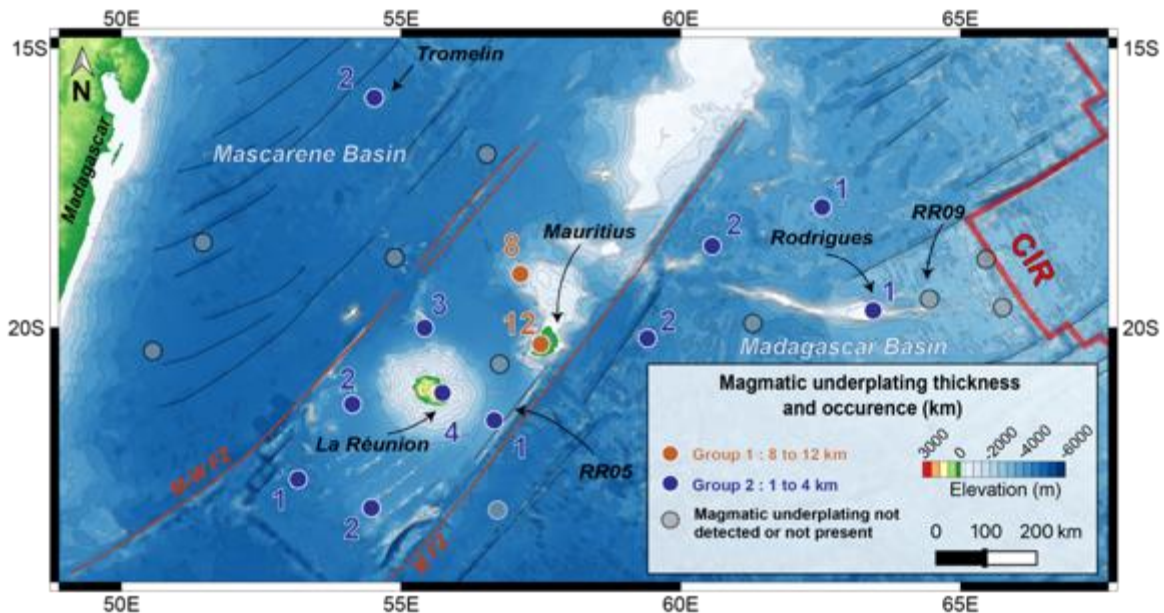 50E 55E 60E 65E
15S 15S
N
Madagascar
Tromelin
2
Mascarene Basin
1
RR09
Mauritius
2
Rodrigues
8
CIR
1
3
12
2
20S 20S
Madagascar Basin
2
La Réunion
4
1
RR05
M-W FZ
1
2
W FZ
Magmatic underplating thickness
and occurence (km)
Group 1 : 8 to 12 km
Group 2 : 1 to 4 km
Magmatic underplating not
detected or not present
3000 0 -2000 -4000 -6000
Elevation (m)
0 100 200 km
50E 55E 60E 65E